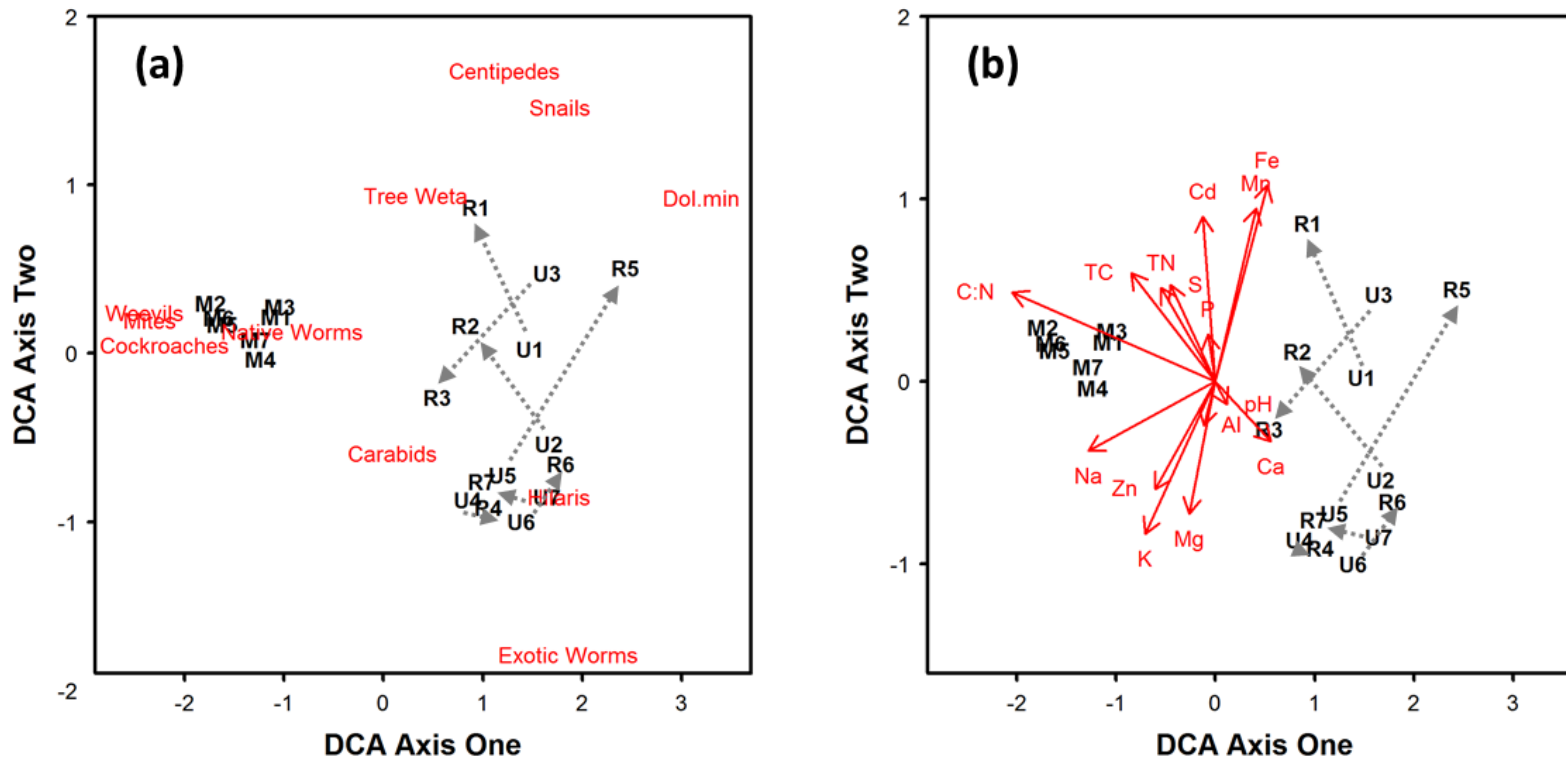 (a)
Centipedes
Snails
Tree Weta
Dol.min
R1
U3
R5
R2
U1
R3
M2
M3
M6
M1
M5
M7
M4
Weevils
Mites
Native Worms
Cockroaches
Carabids
U2
R6
U5
R7
U7
Hilaris
U4
R4
U6
Exotic Worms
2
1
0
-1
-2
-2
-1
0
1
2
3
DCA Axis One
DCA Axis Two
(b)
Fe
Mn
Cd
TN
TC
S
P
C:N
R1
U3
R5
R2
U1
M2
M3
M6
M1
M5
M7
M4
pH
Al
R3
Ca
Na
Zn
K
Mg
U2
R6
U5
R7
U7
U4
R4
U6
2
1
0
-1
-2
-1
0
1
2
3
DCA Axis One
DCA Axis Two